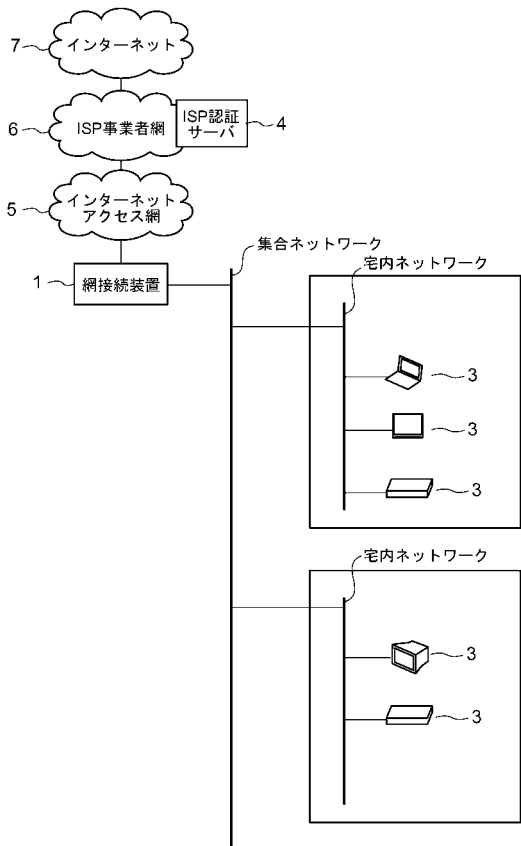 7
インターネット
6
ISP事業者網
ISP認証
サーバ
4
5
インターネット
アクセス網
1
網接続装置
集合ネットワーク
宅内ネットワーク
3
3
3
宅内ネットワーク
3
3